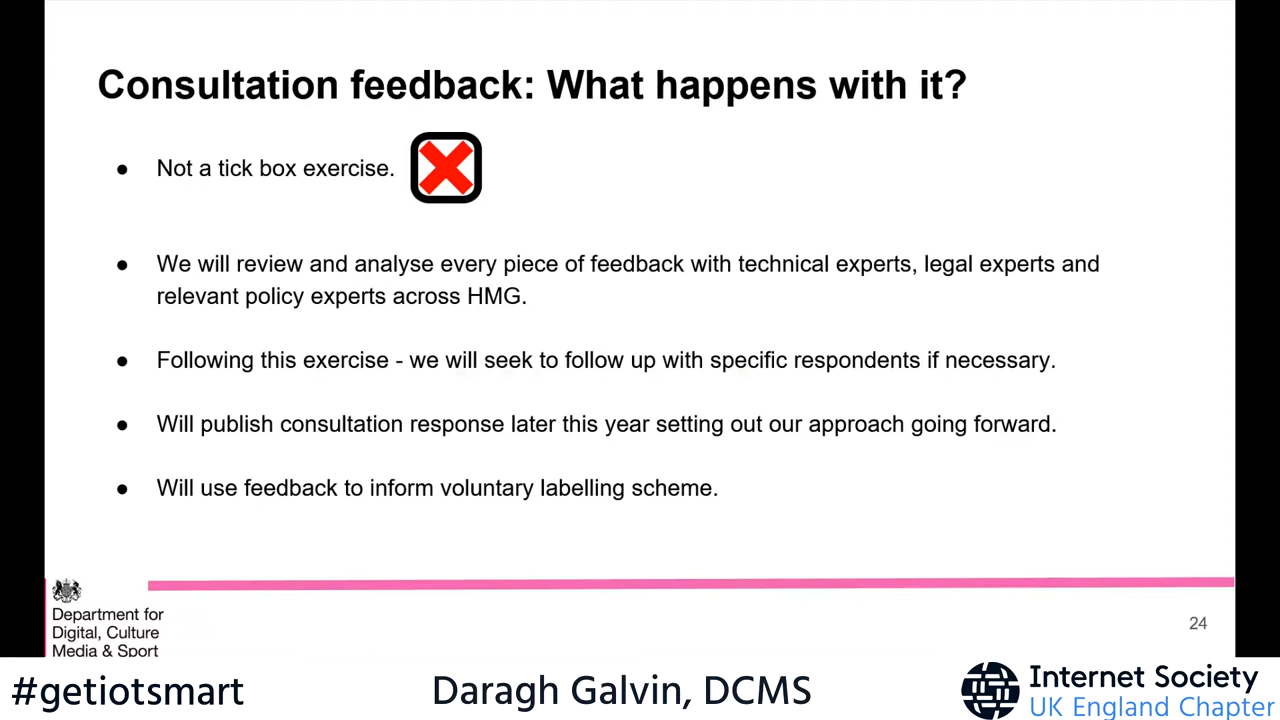 Consultation feedback: What happens with it?
● Not a tick box exercise.
● We will review and analyse every piece of feedback with technical experts, legal experts and
relevant policy experts across HMG.
● Following this exercise - we will seek to follow up with specific respondents if necessary.
● Will publish consultation response later this year setting out our approach going forward.
● Will use feedback to inform voluntary labelling scheme.
Department for
Digital, Culture
Media & Sport
24
#getiotsmart
Daragh Galvin, DCMS
Internet Society
UK England Chapter